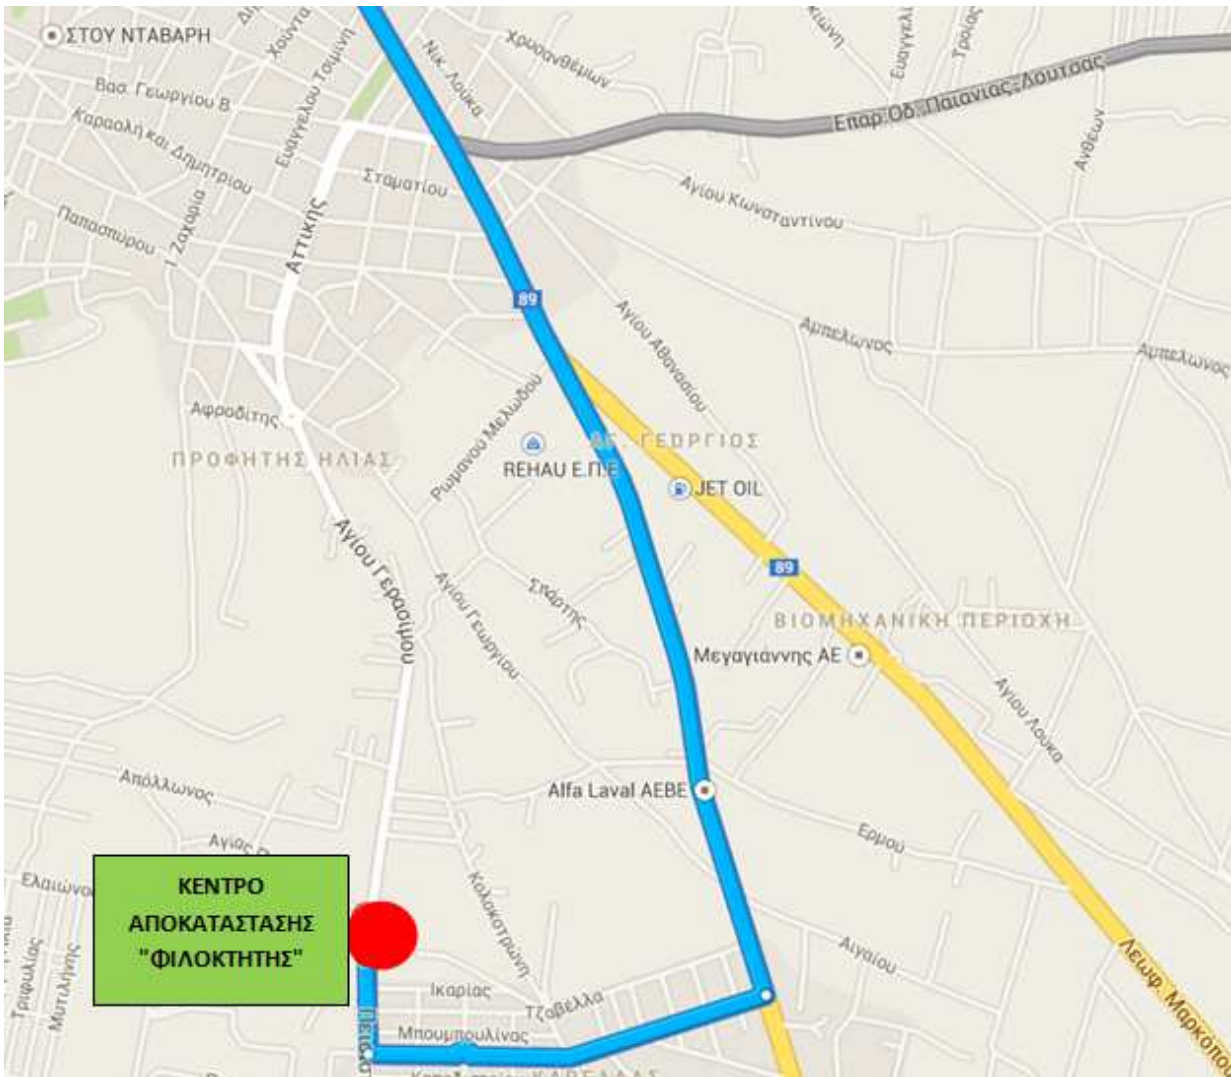 ΣΤΟΥ ΝΤΑΒΑΡΗ
Χούντα
Ευαγγέλου Τσιμίνη
Νικ. Λούκα
Χρυσανθέμων
Τροίας
Βασ. Γεωργίου Β
Καραολή και Δημητρίου
Επαρ.Οδ. Παιανίας-Λούτσας
Ανθέων
Ι. Ζαχαρία
Σταματίου
Παπασπύρου
Αγίου Κωνσταντίνου
Αττικής
89
Αγίου Αθανασίου
Αμπελώνος
Αμπελώνος
Ρωμανού Μελωδού
Αφροδίτης
ΑΓ. ΓΕΩΡΓΙΟΣ
ΠΡΟΦΗΤΗΣ ΗΛΙΑΣ
REHAU Ε.Π.Ε
JET OIL
Αγίου Γερασίμου
89
Αγίου Γεωργίου
Σπάρτης
ΒΙΟΜΗΧΑΝΙΚΗ ΠΕΡΙΟΧΗ
Μεγαγιάννης ΑΕ
Αγίου Λουκά
Απόλλωνος
Alfa Laval ΑΕΒΕ
Ερμού
Αγίας
Ελαιώνος
ΚΕΝΤΡΟ
ΑΠΟΚΑΤΑΣΤΑΣΗΣ
"ΦΙΛΟΚΤΗΤΗΣ"
Κολοκοτρώνη
Αιγαίου
Λεωφ. Μαρκοπο
Τριφυλίας
Μυτιλήνης
Ικαρίας
Τζαβέλλα
Μπουμπουλίνας